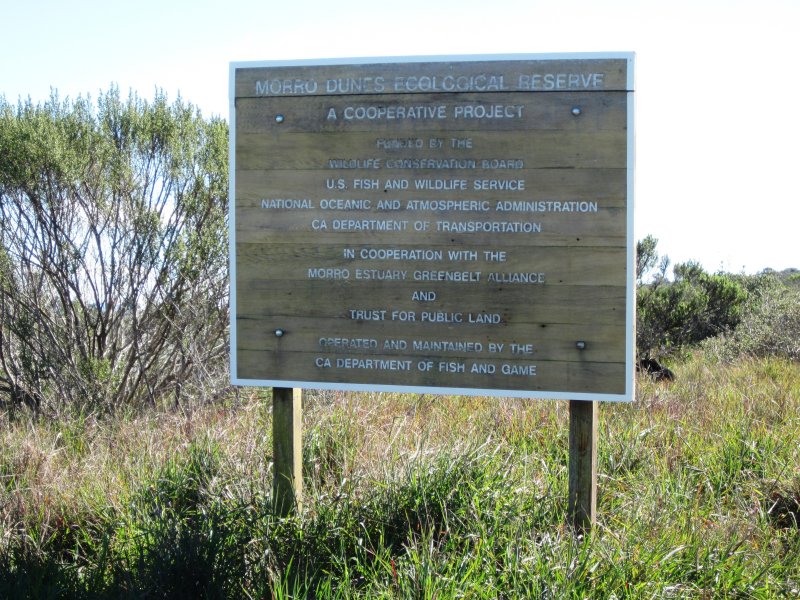 MORRO DUNES ECOLOGICAL RESERVE
A COOPERATIVE PROJECT
FUNDED BY THE
WILDLIFE CONSERVATION BOARD
U.S. FISH AND WILDLIFE SERVICE
NATIONAL OCEANIC AND ATMOSPHERIC ADMINISTRATION
CA DEPARTMENT OF TRANSPORTATION
IN COOPERATION WITH THE
MORRO ESTUARY GREENBELT ALLIANCE
AND
TRUST FOR PUBLIC LAND
OPERATED AND MAINTAINED BY THE
CA DEPARTMENT OF FISH AND GAME